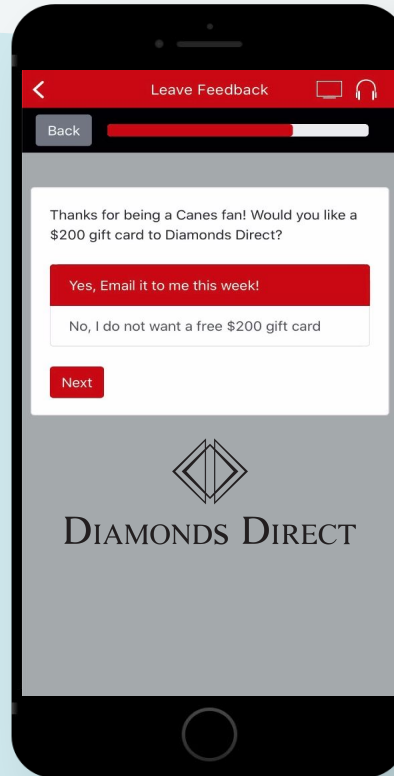 Leave Feedback
Back
Thanks for being a Canes fan! Would you like a
$200 gift card to Diamonds Direct?
Yes, Email it to me this week!
No, I do not want a free $200 gift card
Next
DIAMONDS DIRECT